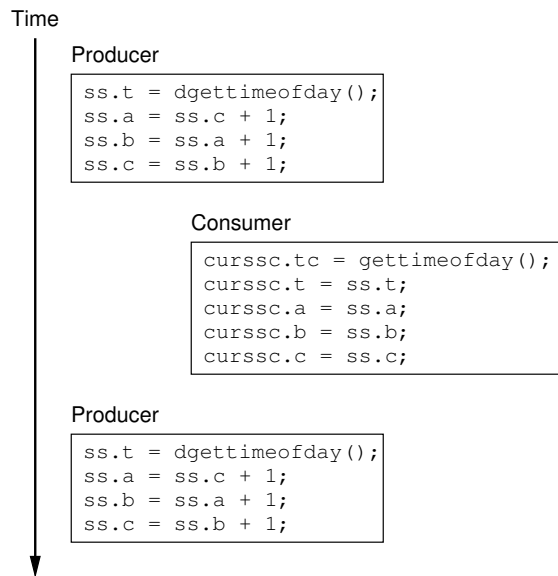 Time
Producer
ss.t = dgettimeofday();
ss.a = ss.c + 1;
ss.b = ss.a + 1;
ss.c = ss.b + 1;
Consumer
curssc.tc = gettimeofday();
curssc.t = ss.t;
curssc.a = ss.a;
curssc.b = ss.b;
curssc.c = ss.c;
Producer
ss.t = dgettimeofday();
ss.a = ss.c + 1;
ss.b = ss.a + 1;
ss.c = ss.b + 1;